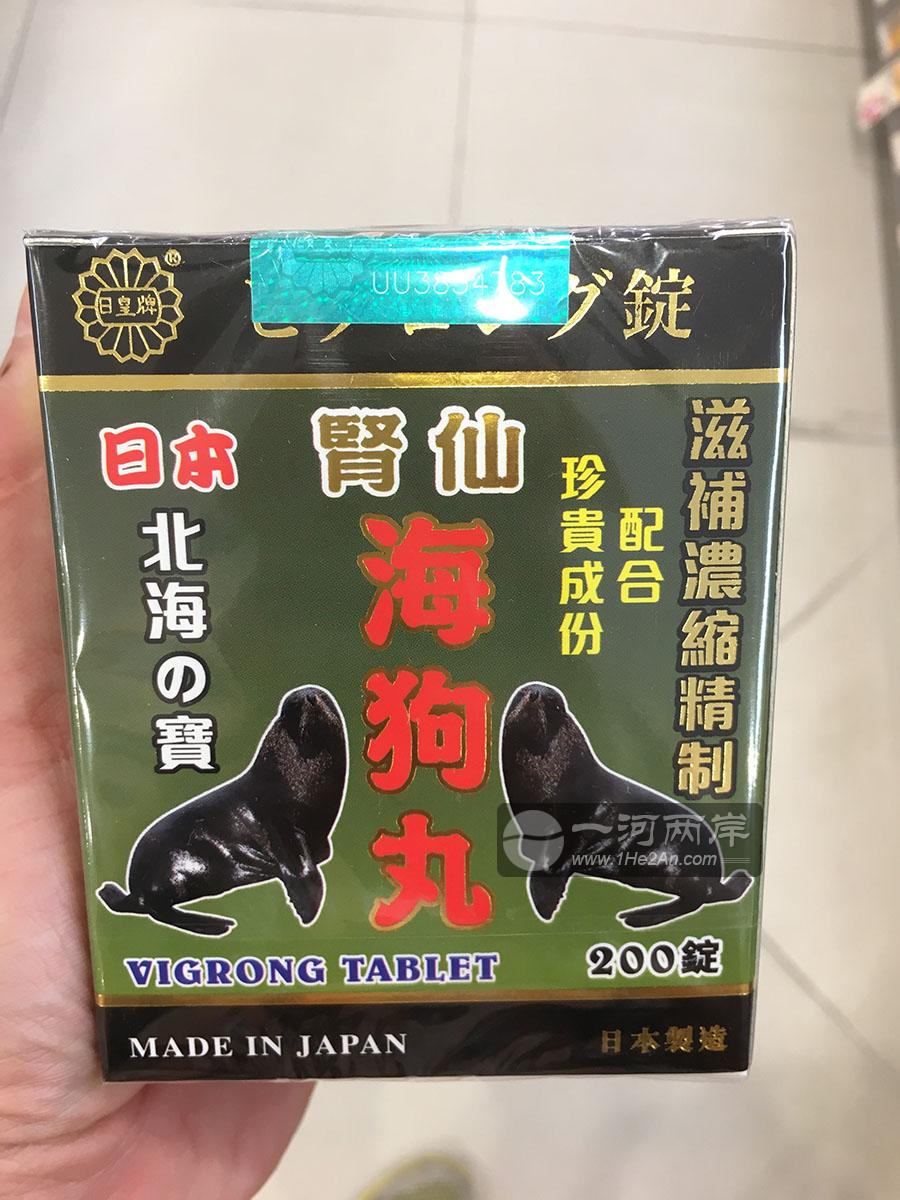 日皇牌
®
錠
日本
腎仙
海狗丸
北海の寶
珍貴成份
配合
滋補濃縮精制
一河两岸
www.1He2An.com
VIGRONG TABLET
200錠
MADE IN JAPAN
日本製造